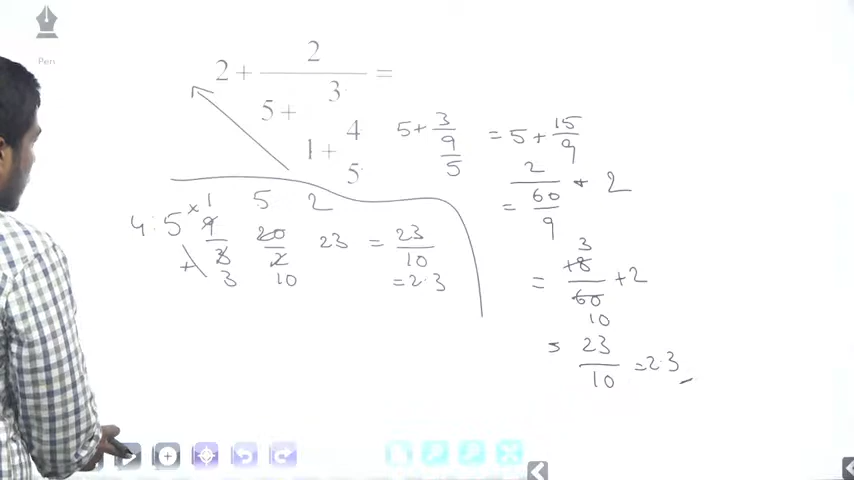 Pen
2 + 2 =
5 + 3
1 + 4
5
5 + 3 = 5 + 15
9 9
5
2 + 2
= 60
9
4 : 5 × 1 5 2
9 20 23 = 23
+ 3 2 10
3 10 = 2.3
3
= 18 + 2
60
10
= 23 = 2.3
10